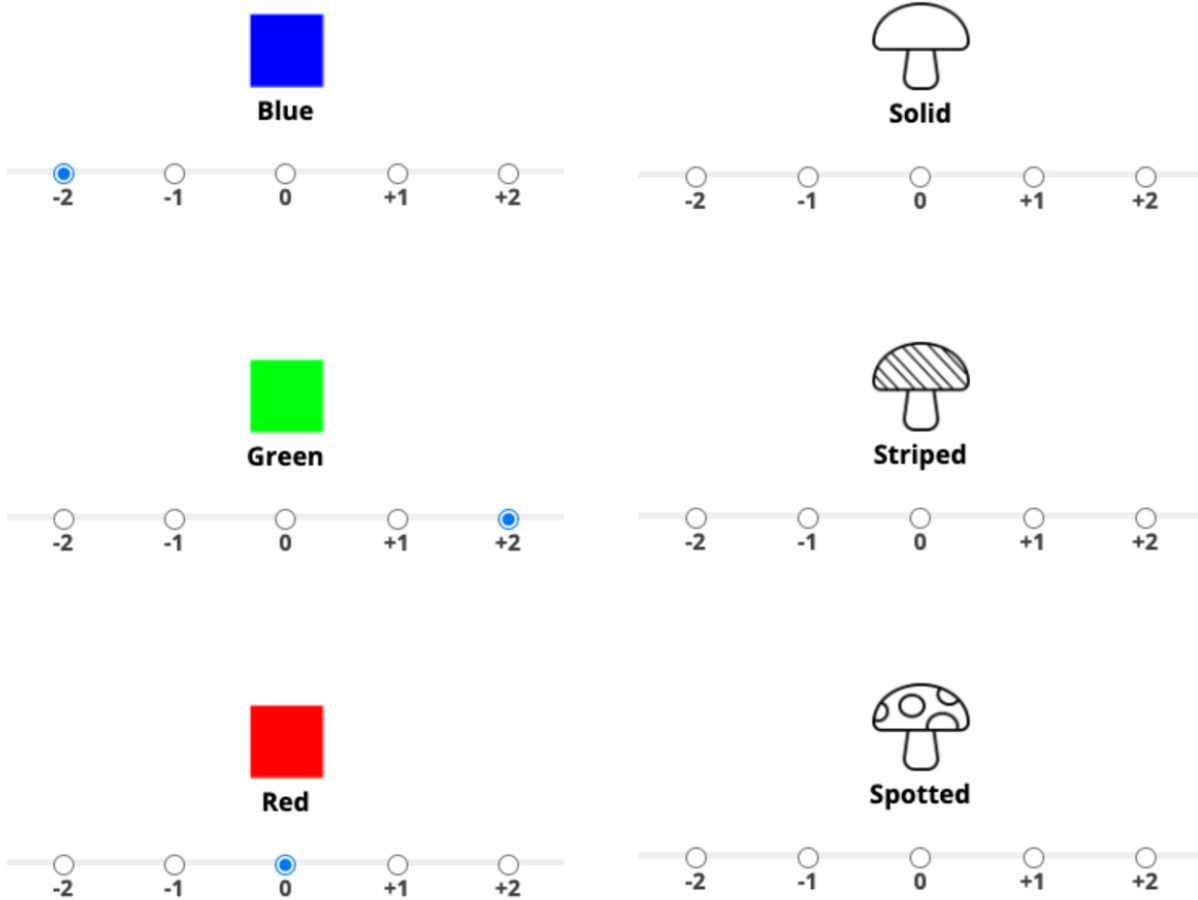 Blue
-2 -1 0 +1 +2
Solid
-2 -1 0 +1 +2
Green
-2 -1 0 +1 +2
Striped
-2 -1 0 +1 +2
Red
-2 -1 0 +1 +2
Spotted
-2 -1 0 +1 +2